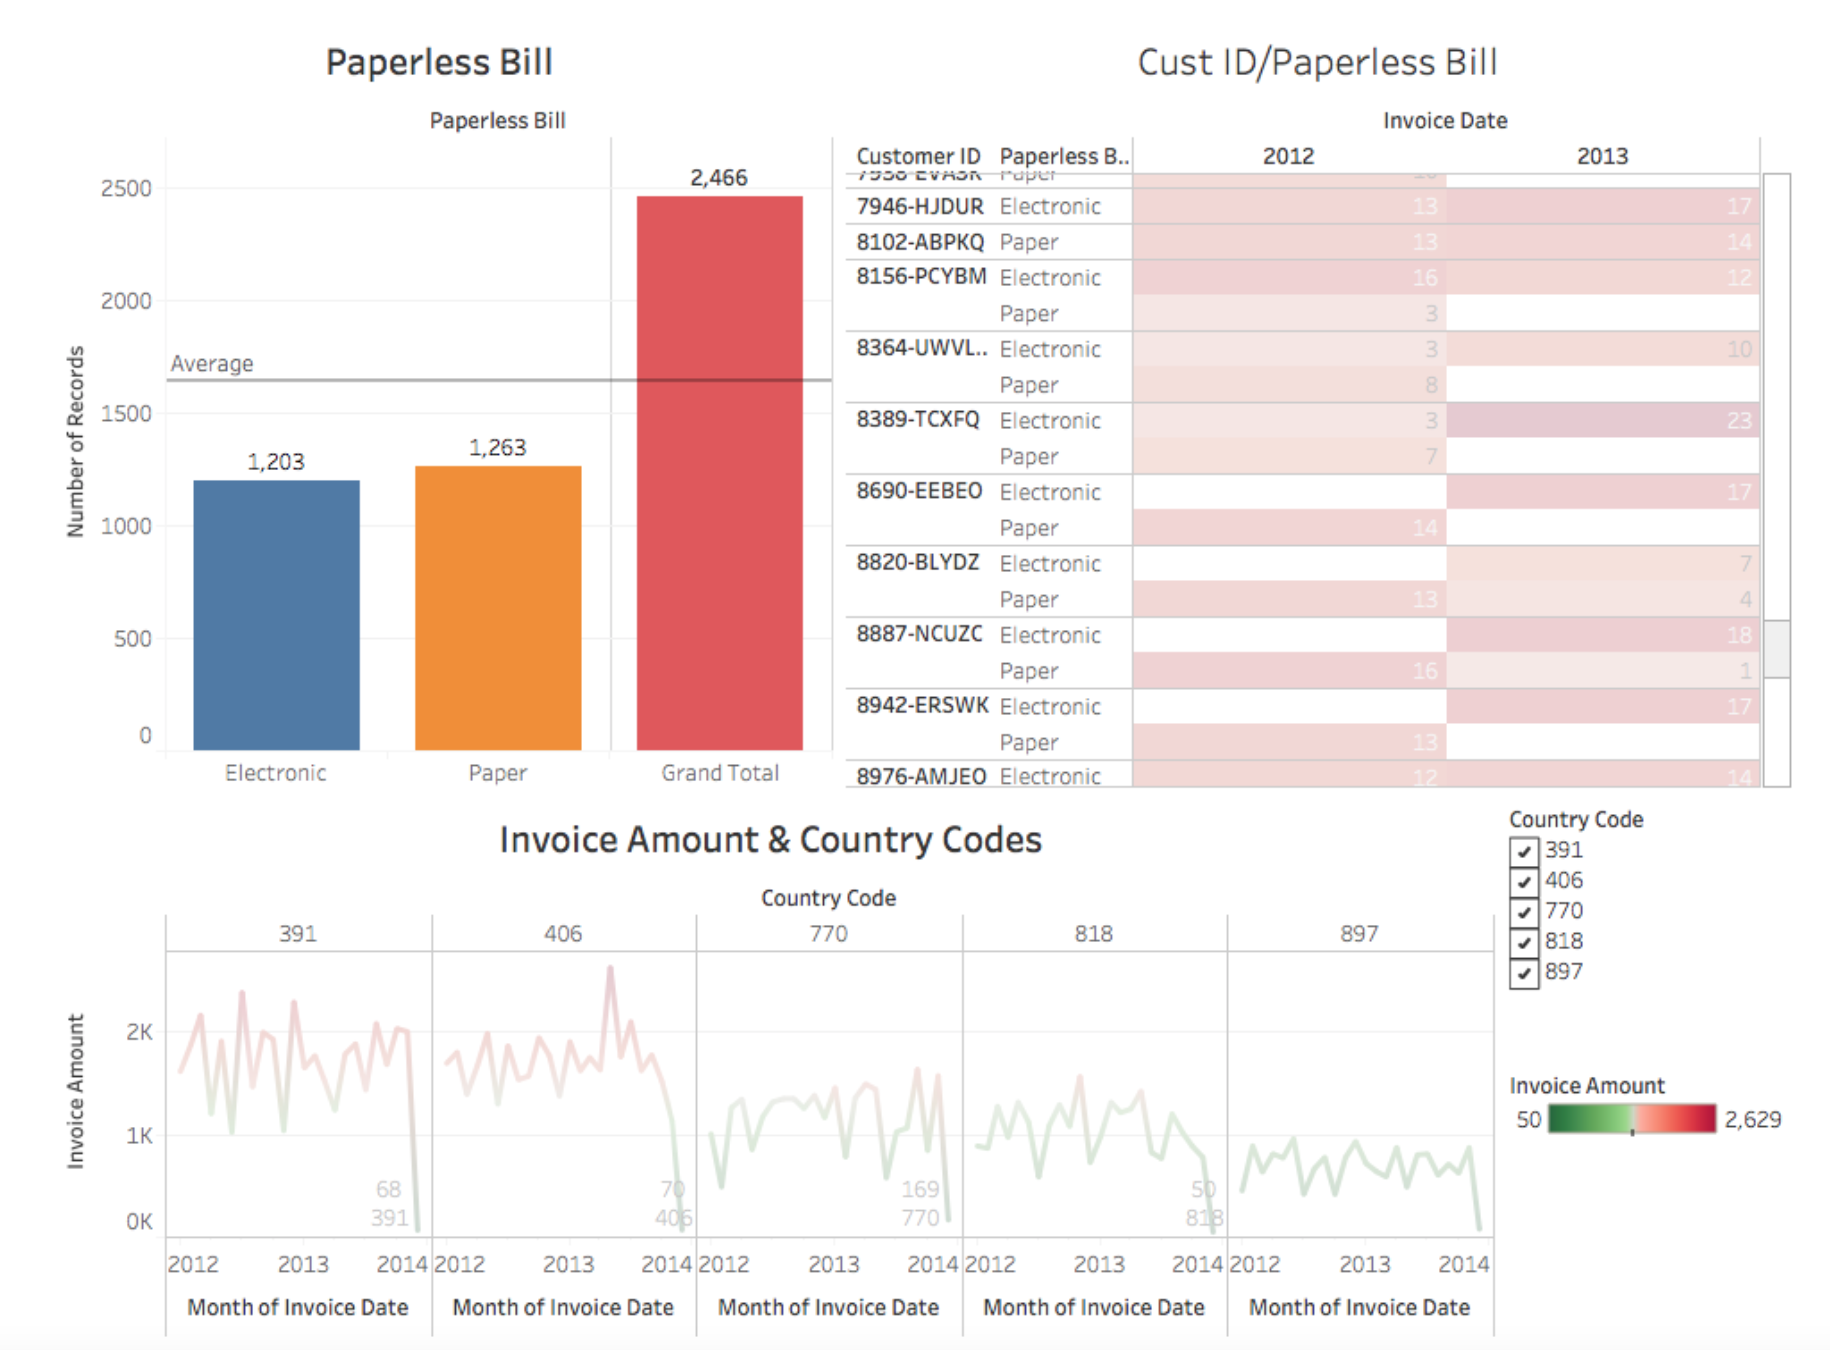 Paperless Bill
Paperless Bill
2,466
2500
2000
Average
Number of Records
1500
1,203
1,263
1000
500
0
Electronic Paper Grand Total
Cust ID/Paperless Bill
Invoice Date
Customer ID Paperless B.. 2012 2013
7946-HJDUR Electronic 13 17
8102-ABPKQ Paper 13 14
8156-PCYBM Electronic 16 12
Paper 3
8364-UWVL.. Electronic 3 10
Paper 8
8389-TCXFQ Electronic 3 23
Paper 7
8690-EEBEO Electronic 17
Paper 14
8820-BLYDZ Electronic 7
Paper 13 4
8887-NCUZC Electronic 18
Paper 16 1
8942-ERSWK Electronic 17
Paper 13
8976-AMJEO Electronic 12 14
Invoice Amount & Country Codes
Country Code
391 406 770 818 897
Invoice Amount
2K
1K
0K
68 70 169 50
391 406 770 818
2012 2013 2014 2012 2013 2014 2012 2013 2014 2012 2013 2014 2012 2013 2014
Month of Invoice Date Month of Invoice Date Month of Invoice Date Month of Invoice Date Month of Invoice Date
Country Code
391
406
770
818
897
Invoice Amount
50 2,629